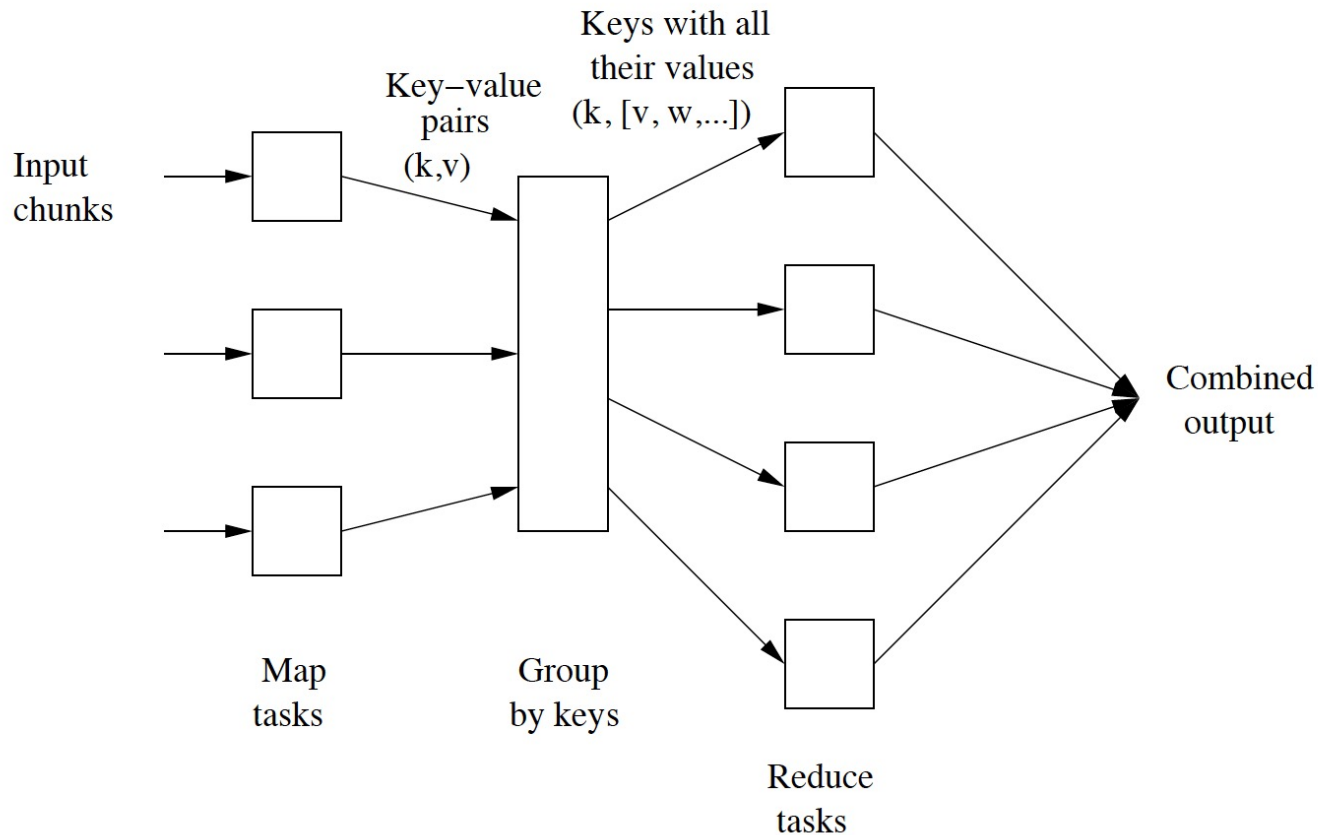 Input
chunks
Key−value
pairs
(k,v)
Keys with all
their values
(k, [v, w,...])
Combined
output
Map
tasks
Group
by keys
Reduce
tasks